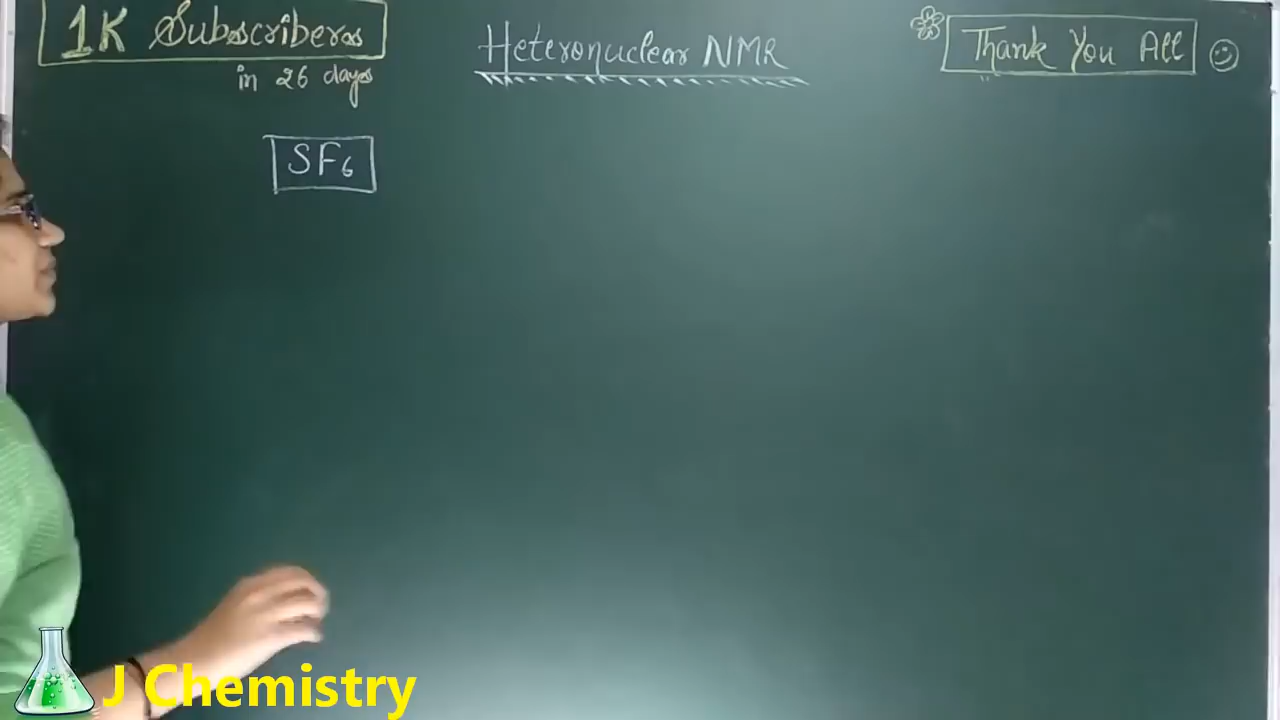 1K Subscribers
in 26 days
Heteronuclear NMR
Thank You All
SF₆
J Chemistry